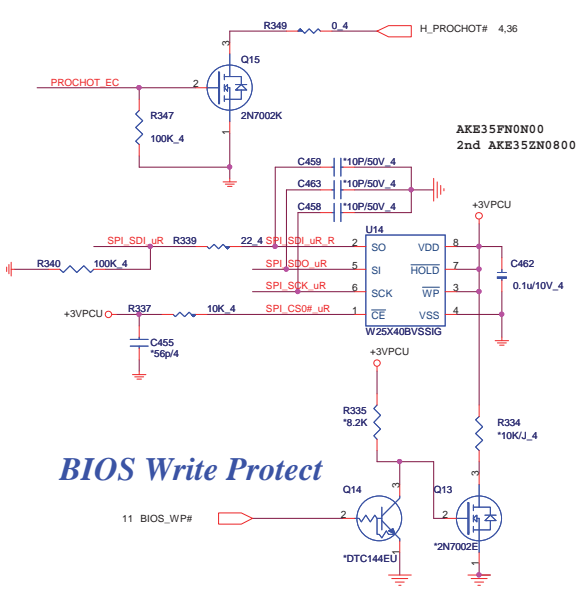 R349 0_4 H_PROCHOT# 4,36
3
Q15
PROCHOT_EC 2
R347 2N7002K
100K_4 1
AKE35FN0N00
2nd AKE35ZN0800
C459 *10P/50V_4
C463 *10P/50V_4
C458 *10P/50V_4
+3VPCU
U14
SPI_SDI_uR R339 22_4 SPI_SDI_uR_R 2 SO VDD 8
R340 100K_4 SPI_SDO_uR 5 SI HOLD 7 C462
SPI_SCK_uR 6 SCK WP 3 0.1u/10V_4
+3VPCU R337 10K_4 SPI_CS0#_uR 1 CE VSS 4
W25X40BVSSIG
C455
*56p/4
+3VPCU
R335
*8.2K
R334
*10K/J_4
BIOS Write Protect
3 3
Q14 Q13
11 BIOS_WP# 2 2
*DTC144EU *2N7002E
1 1